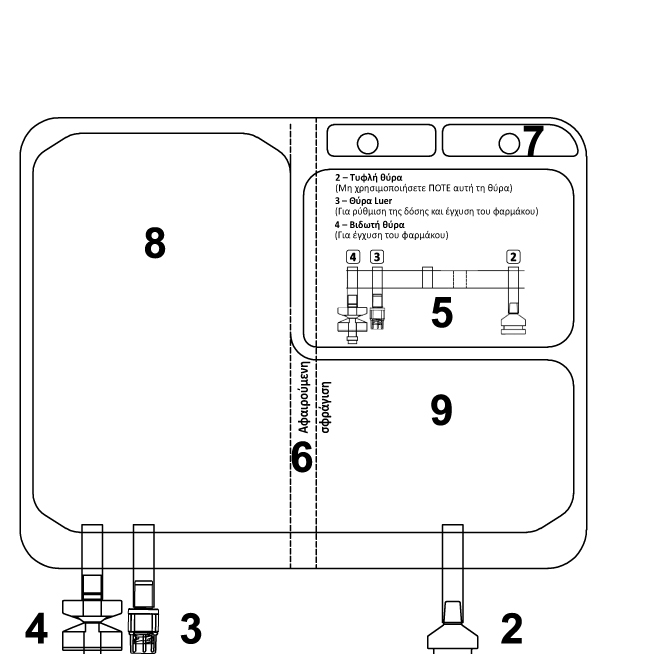 7
2 – Τυφλή θύρα
(Μη χρησιμοποιήσετε ΠΟΤΕ αυτή τη θύρα)
3 – Θύρα Luer
(Για ρύθμιση της δόσης και έγχυση του φαρμάκου)
4 – Βιδωτή θύρα
(Για έγχυση του φαρμάκου)
8
4 3 2
5
Αφαιρούμενη
σφράγιση
9
6
4 3 2